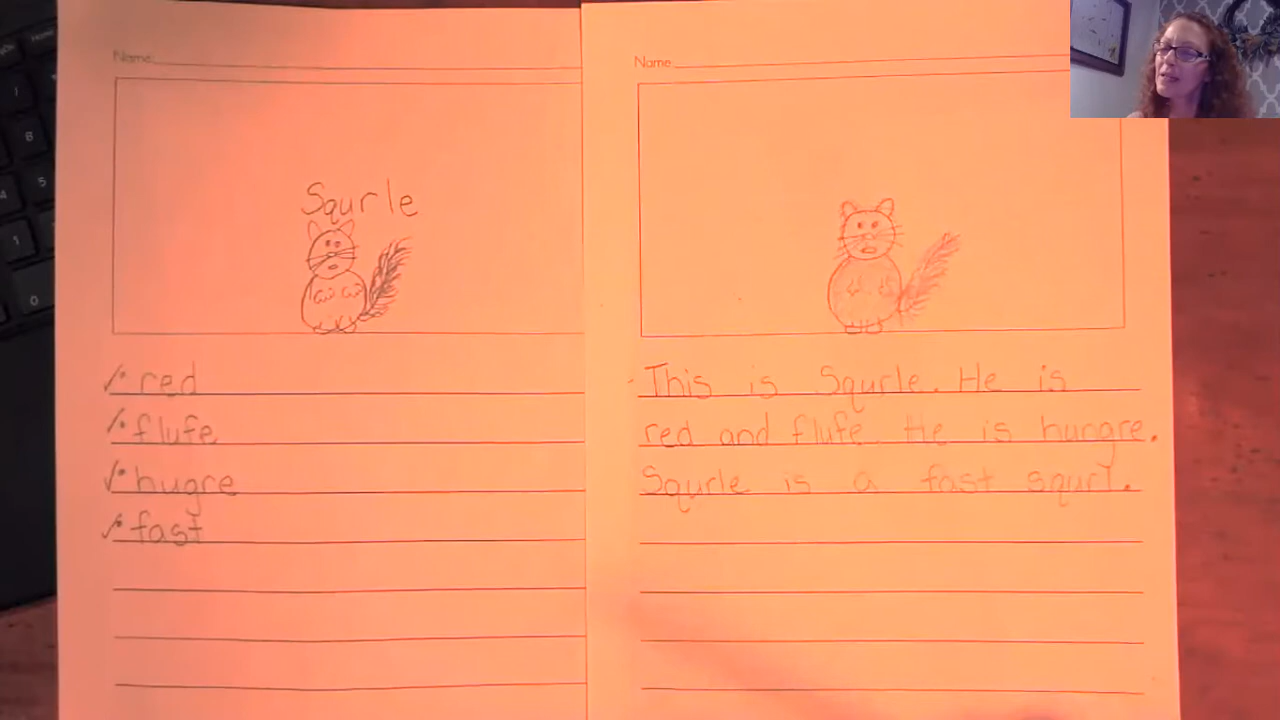 Name
Squrle
red
flufe
hugre
fast
Name
This is Squrle. He is
red and flufe. He is hungre.
Squrle is a fast squrl.